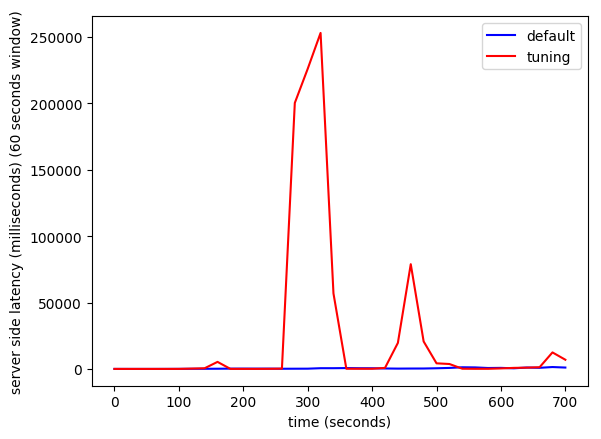 server side latency (milliseconds) (60 seconds window)
250000
200000
150000
100000
50000
0
default
tuning
0 100 200 300 400 500 600 700
time (seconds)